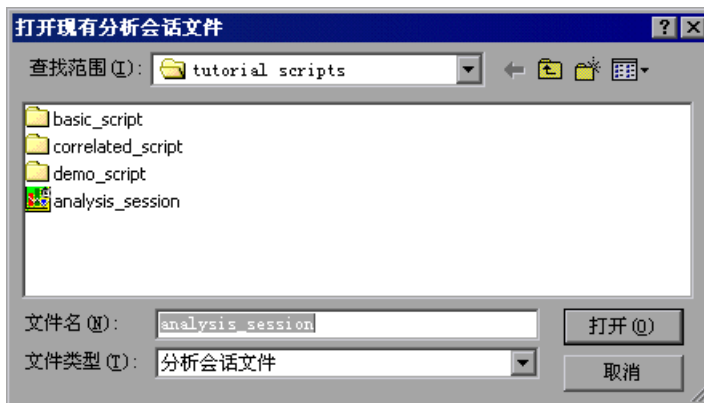 打开现有分析会话文件
查找范围(I): tutorial scripts
basic_script
correlated_script
demo_script
analysis_session
文件名(N): analysis_session 打开(O)
文件类型(T): 分析会话文件 取消